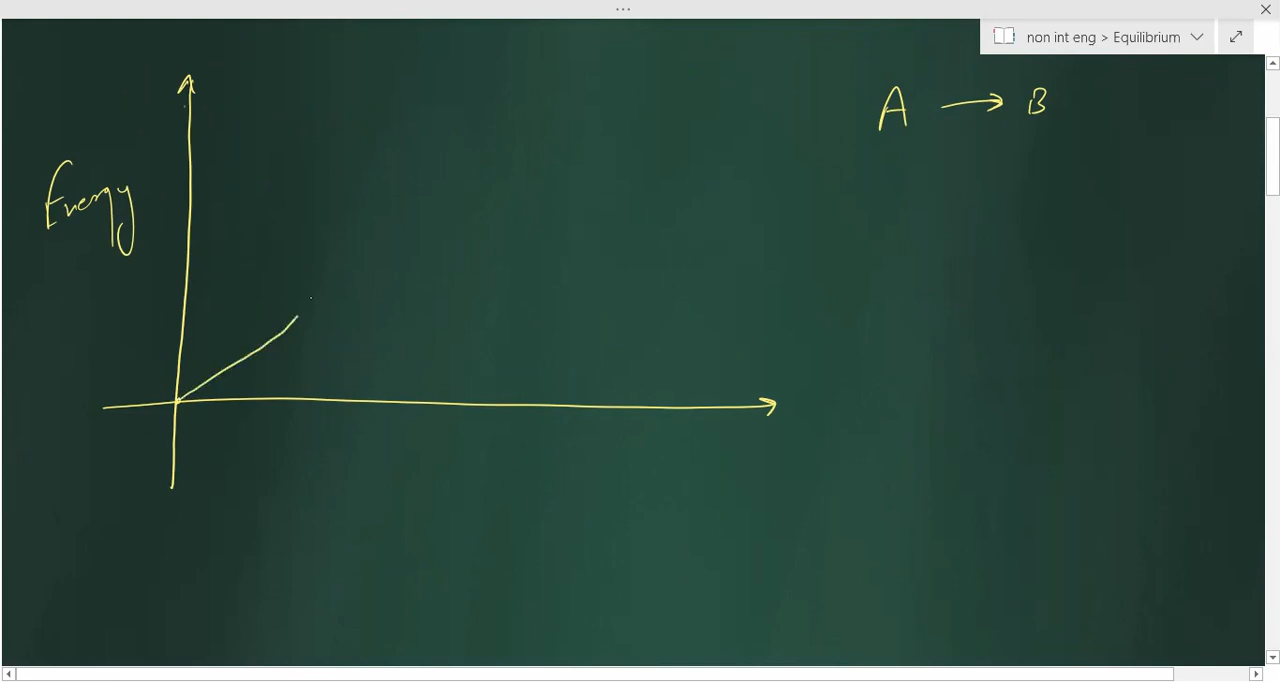 non int eng > Equilibrium
A → B
Energy